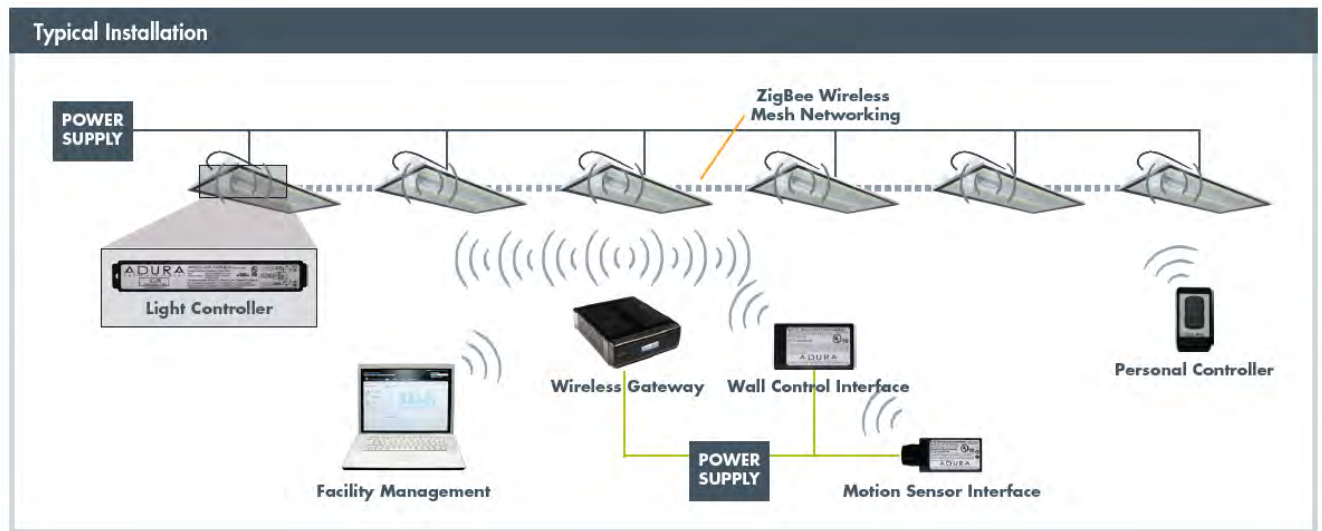 Typical Installation
POWER
SUPPLY
ZigBee Wireless
Mesh Networking
ADURA
Light Controller
Wireless Gateway
Wall Control Interface
ADURA
Personal Controller
Facility Management
POWER
SUPPLY
ADURA
Motion Sensor Interface